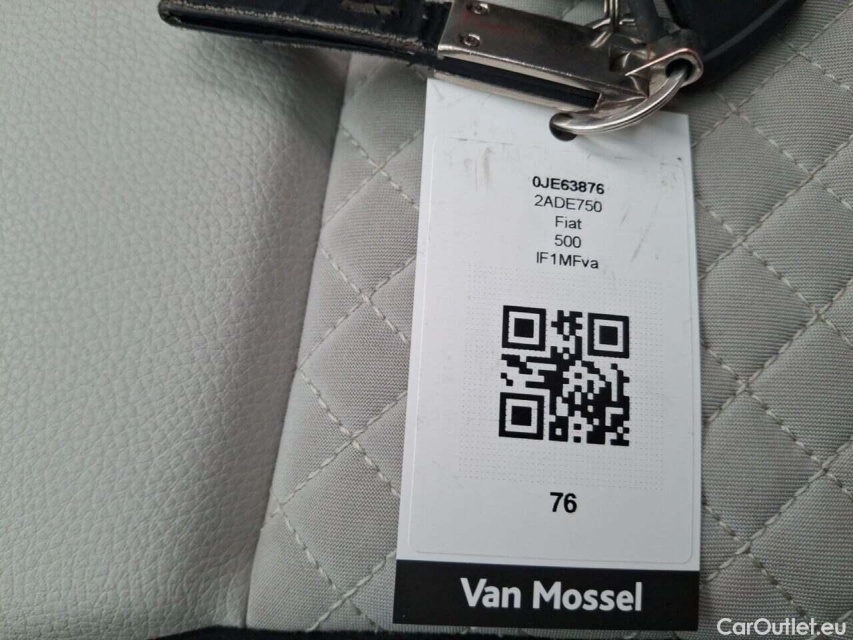 0JE63876
2ADE750
Fiat
500
IF1MFva
76
Van Mossel
CarOutlet.eu